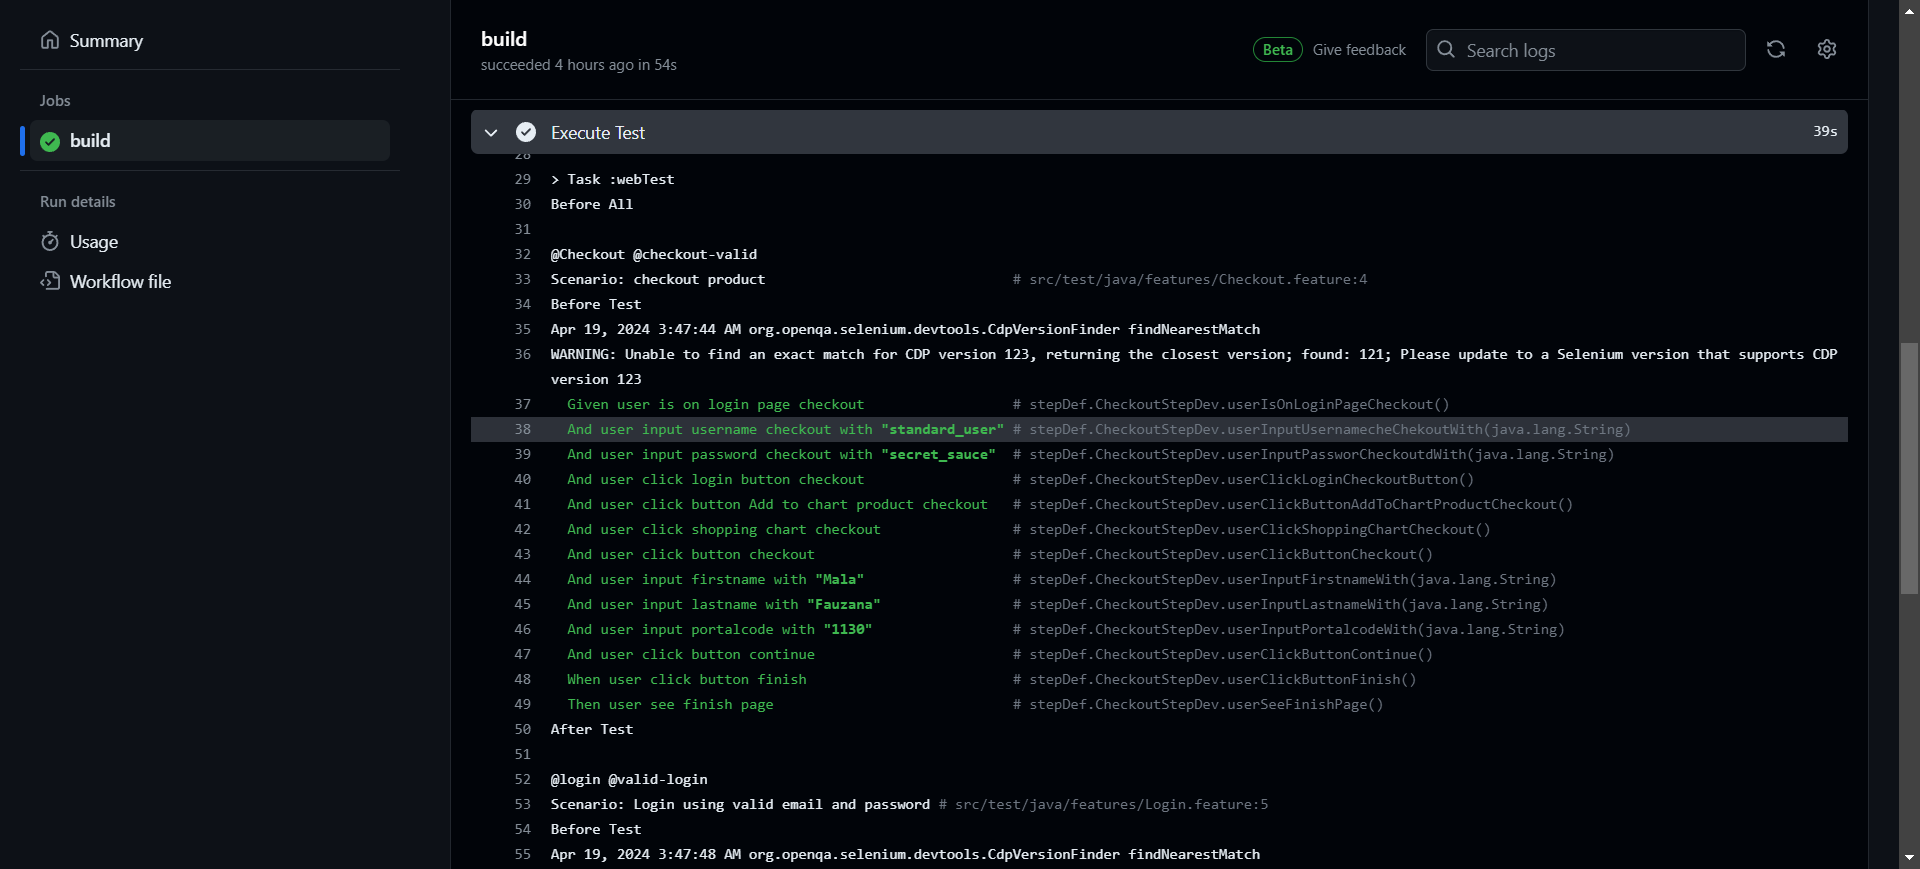 Summary
Jobs
build
Run details
Usage
Workflow file
build
succeeded 4 hours ago in 54s
Beta Give feedback
Search logs
Execute Test 39s
28
29 > Task :webTest
30 Before All
31
32 @Checkout @checkout-valid
33 Scenario: checkout product # src/test/java/features/Checkout.feature:4
34 Before Test
35 Apr 19, 2024 3:47:44 AM org.openqa.selenium.devtools.CdpVersionFinder findNearestMatch
36 WARNING: Unable to find an exact match for CDP version 123, returning the closest version; found: 121; Please update to a Selenium version that supports CDP
version 123
37 Given user is on login page checkout # stepDef.CheckoutStepDev.userIsOnLoginPageCheckout()
38 And user input username checkout with "standard_user" # stepDef.CheckoutStepDev.userInputUsernamecheChekoutWith(java.lang.String)
39 And user input password checkout with "secret_sauce" # stepDef.CheckoutStepDev.userInputPassworCheckoutdWith(java.lang.String)
40 And user click login button checkout # stepDef.CheckoutStepDev.userClickLoginCheckoutButton()
41 And user click button Add to chart product checkout # stepDef.CheckoutStepDev.userClickButtonAddToChartProductCheckout()
42 And user click shopping chart checkout # stepDef.CheckoutStepDev.userClickShoppingChartCheckout()
43 And user click button checkout # stepDef.CheckoutStepDev.userClickButtonCheckout()
44 And user input firstname with "Mala" # stepDef.CheckoutStepDev.userInputFirstnameWith(java.lang.String)
45 And user input lastname with "Fauzana" # stepDef.CheckoutStepDev.userInputLastnameWith(java.lang.String)
46 And user input portalcode with "1130" # stepDef.CheckoutStepDev.userInputPortalcodeWith(java.lang.String)
47 And user click button continue # stepDef.CheckoutStepDev.userClickButtonContinue()
48 When user click button finish # stepDef.CheckoutStepDev.userClickButtonFinish()
49 Then user see finish page # stepDef.CheckoutStepDev.userSeeFinishPage()
50 After Test
51
52 @login @valid-login
53 Scenario: Login using valid email and password # src/test/java/features/Login.feature:5
54 Before Test
55 Apr 19, 2024 3:47:48 AM org.openqa.selenium.devtools.CdpVersionFinder findNearestMatch